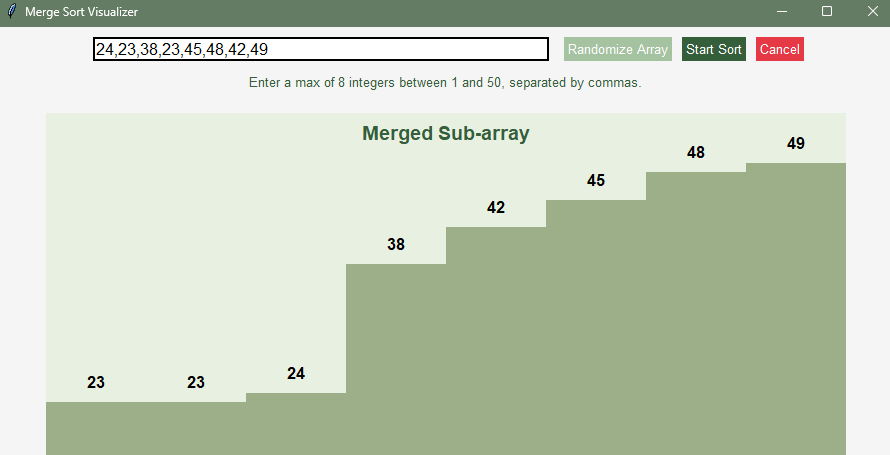 Merge Sort Visualizer
24,23,38,23,45,48,42,49 Randomize Array Start Sort Cancel
Enter a max of 8 integers between 1 and 50, separated by commas.
Merged Sub-array
23 23 24 38 42 45 48 49